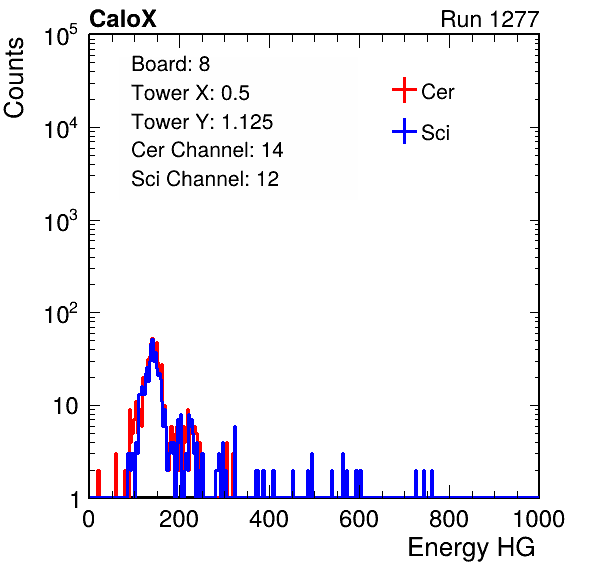 CaloX Run 1277
Counts
Board: 8
Tower X: 0.5
Tower Y: 1.125
Cer Channel: 14
Sci Channel: 12
Cer
Sci
10^5
10^4
10^3
10^2
10
1
0 200 400 600 800 1000
Energy HG